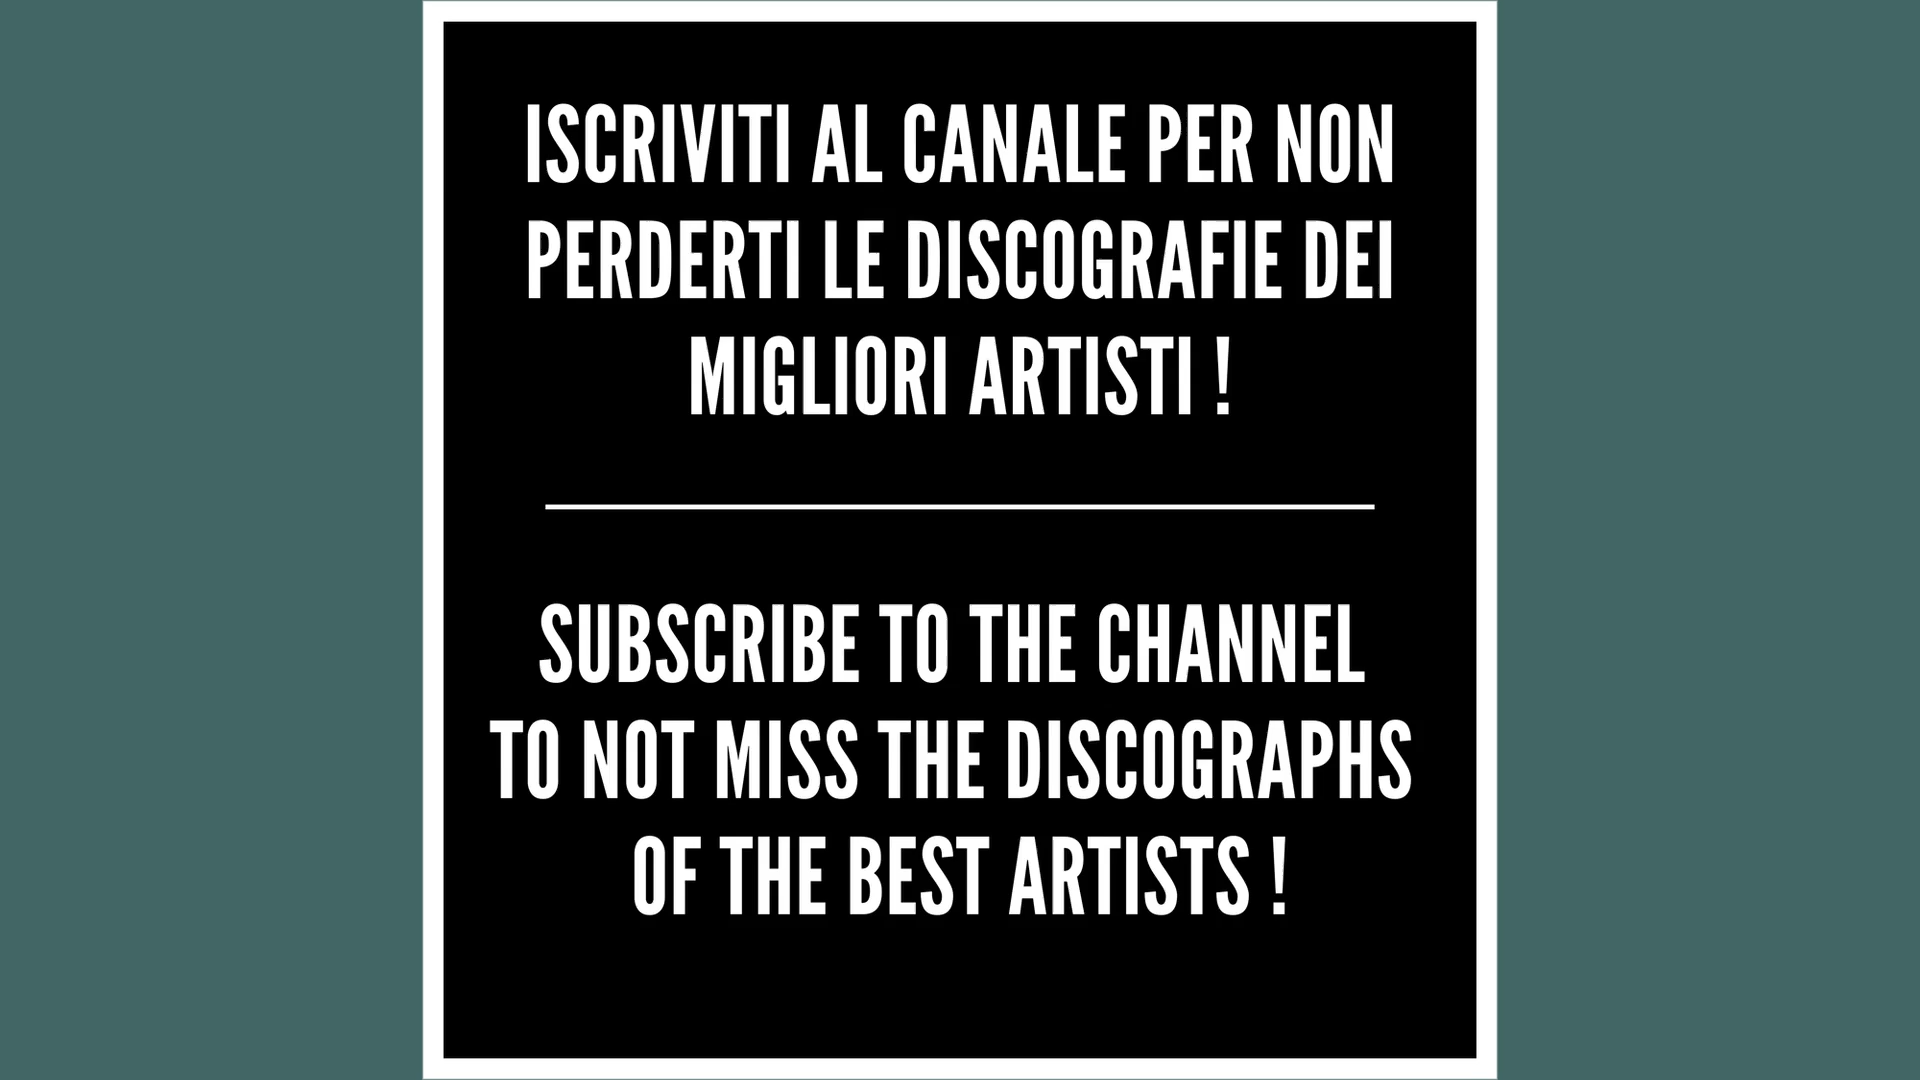 ISCRIVITI AL CANALE PER NON
PERDERTI LE DISCOGRAFIE DEI
MIGLIORI ARTISTI !
SUBSCRIBE TO THE CHANNEL
TO NOT MISS THE DISCOGRAPHS
OF THE BEST ARTISTS !